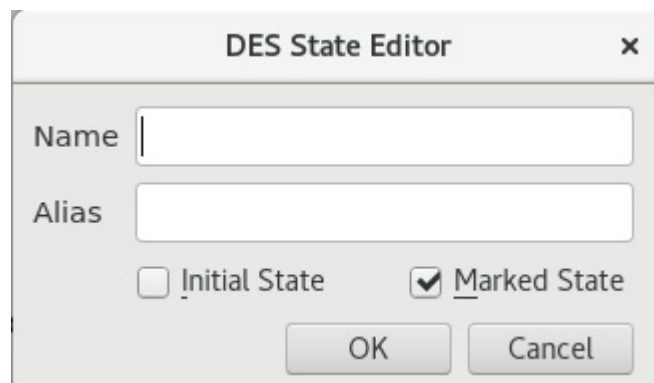 DES State Editor ×
Name
Alias
Initial State Marked State
OK Cancel